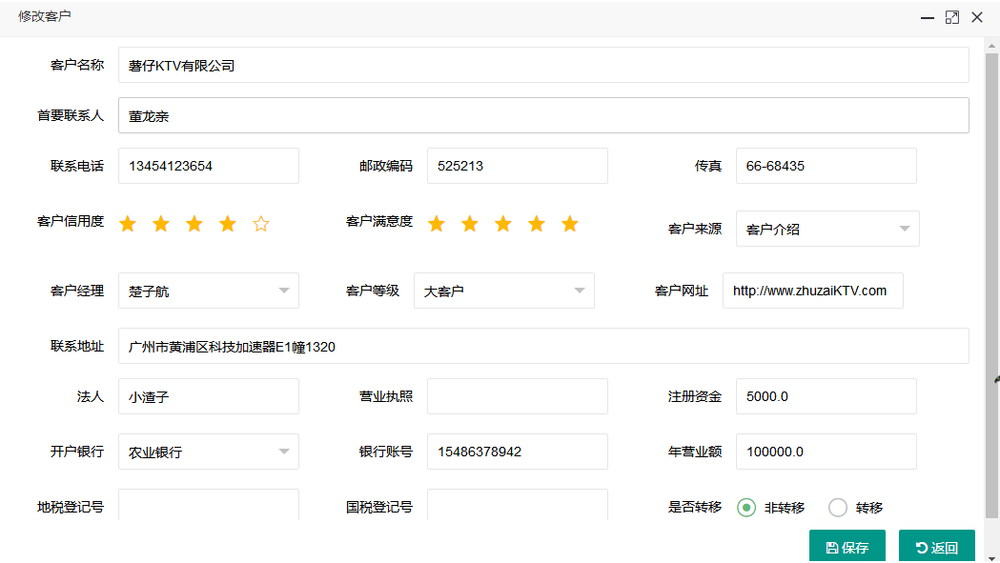 修改客户
客户名称 薯仔KTV有限公司
首要联系人 董龙亲
联系电话 13454123654 邮政编码 525213 传真 66-68435
客户信用度 客户满意度 客户来源 客户介绍
客户经理 楚子航 客户等级 大客户 客户网址 http://www.zhuzaiKTV.com
联系地址 广州市黄浦区科技加速器E1幢1320
法人 小渣子 营业执照 注册资金 5000.0
开户银行 农业银行 银行账号 15486378942 年营业额 100000.0
地税登记号 国税登记号 是否转移 非转移 转移
保存 返回